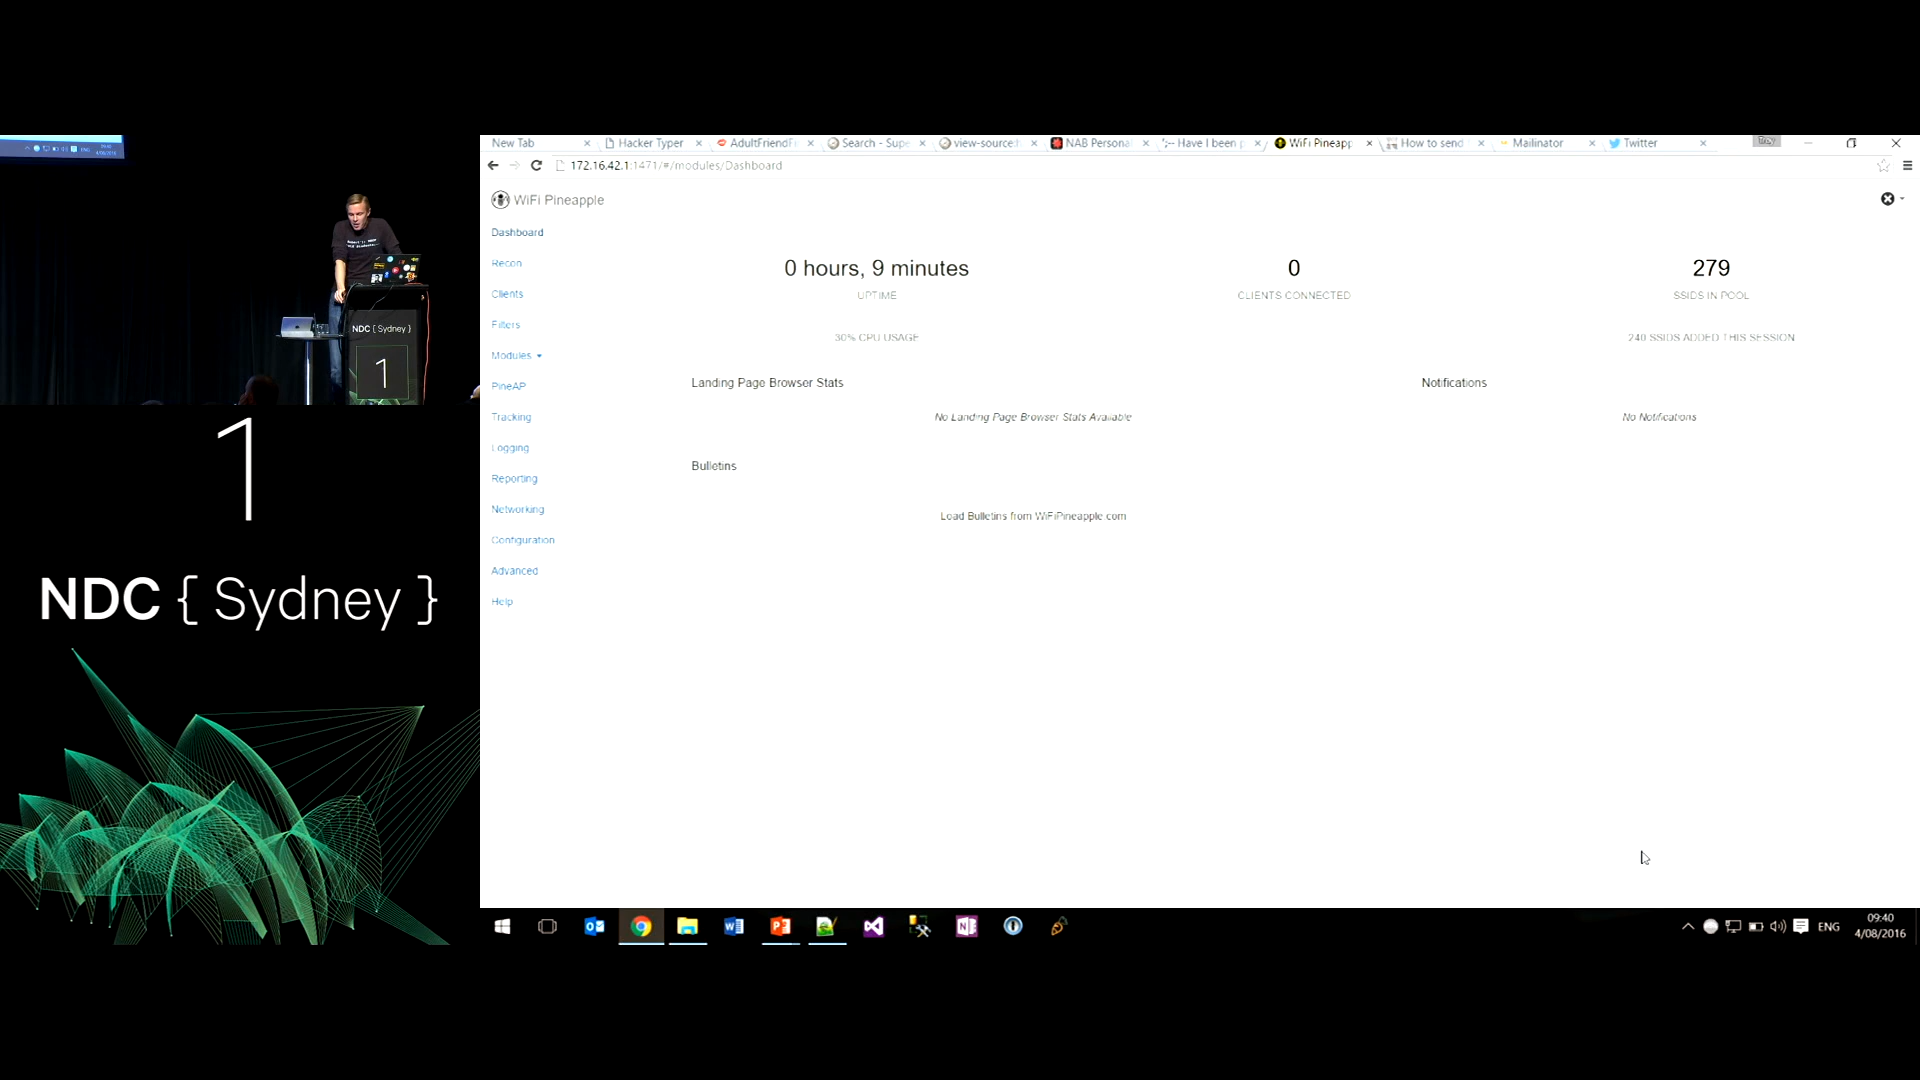 NDC { Sydney }
1
1
NDC { Sydney }
New Tab
Hacker Typer
AdultFriendF
Search - Supe
view-source:
NAB Persona
';-- Have I been p
WiFi Pineapp
How to send
Mailinator
Twitter
172.16.42.1:1471/#/modules/Dashboard
WiFi Pineapple
Dashboard
Recon
Clients
Filters
Modules
PineAP
Tracking
Logging
Reporting
Networking
Configuration
Advanced
Help
0 hours, 9 minutes
UPTIME
30% CPU USAGE
0
CLIENTS CONNECTED
279
SSIDS IN POOL
240 SSIDS ADDED THIS SESSION
Landing Page Browser Stats
No Landing Page Browser Stats Available
Notifications
No Notifications
Bulletins
Load Bulletins from WiFiPineapple.com
ENG
09:40
4/08/2016